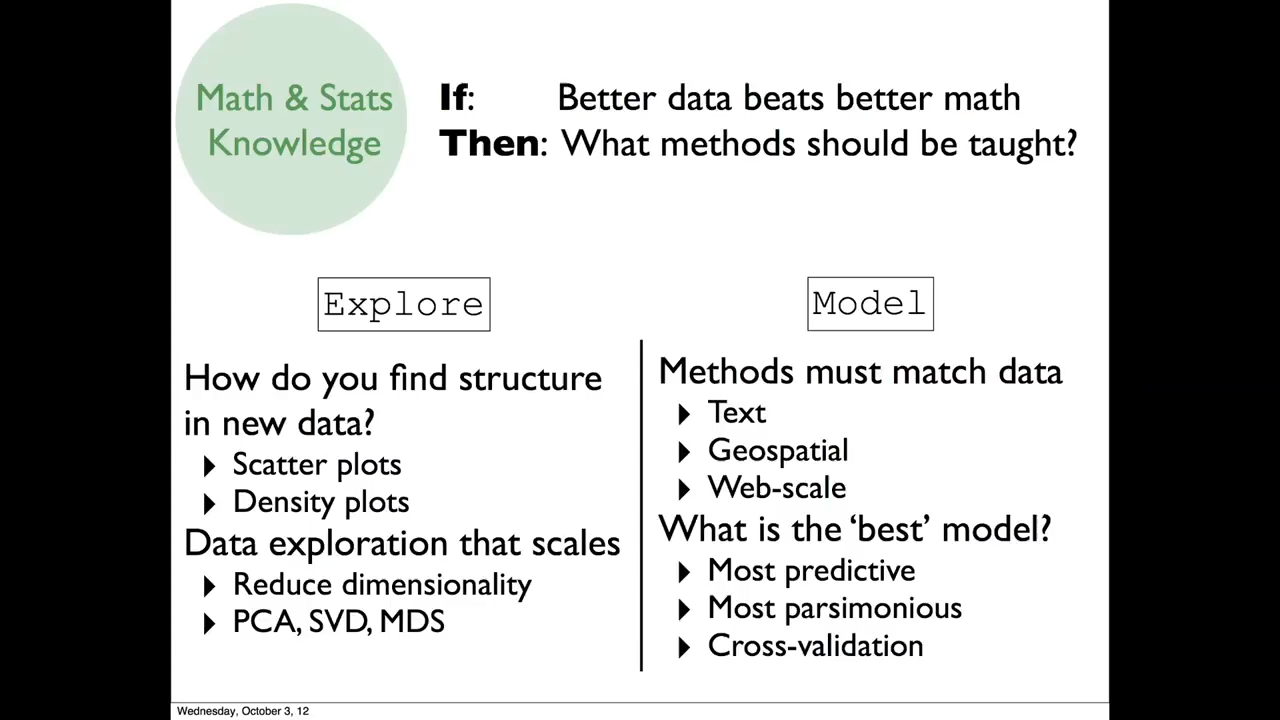 Math & Stats
Knowledge
If: Better data beats better math
Then: What methods should be taught?
Explore
How do you find structure
in new data?
Scatter plots
Density plots
Data exploration that scales
Reduce dimensionality
PCA, SVD, MDS
Model
Methods must match data
Text
Geospatial
Web-scale
What is the ‘best’ model?
Most predictive
Most parsimonious
Cross-validation
Wednesday, October 3, 12